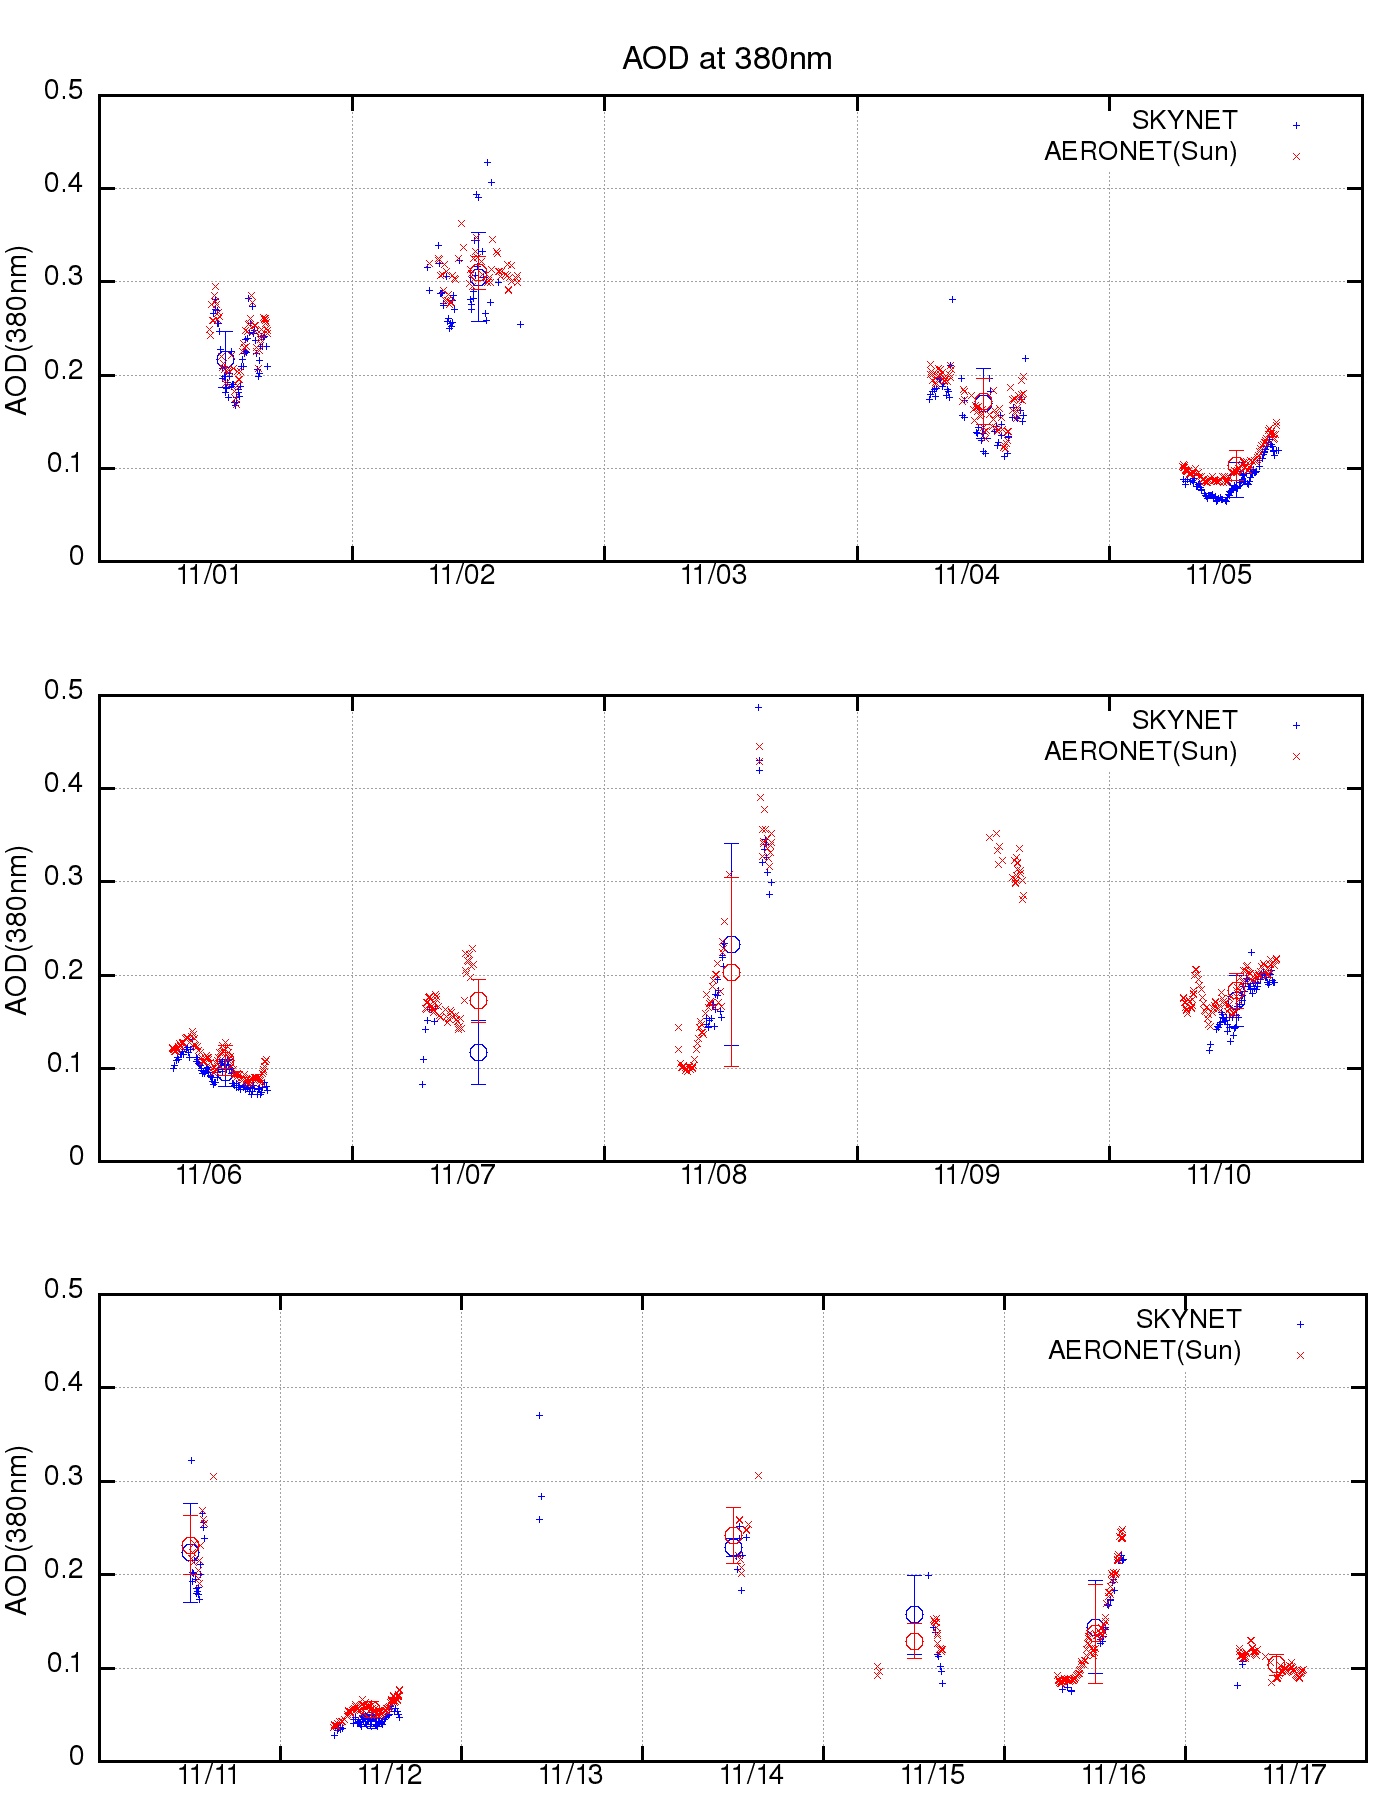 AOD at 380nm
AOD(380nm)
0.5
0.4
0.3
0.2
0.1
0
SKYNET
AERONET(Sun)
11/01 11/02 11/03 11/04 11/05
AOD(380nm)
0.5
0.4
0.3
0.2
0.1
0
SKYNET
AERONET(Sun)
11/06 11/07 11/08 11/09 11/10
AOD(380nm)
0.5
0.4
0.3
0.2
0.1
0
SKYNET
AERONET(Sun)
11/11 11/12 11/13 11/14 11/15 11/16 11/17